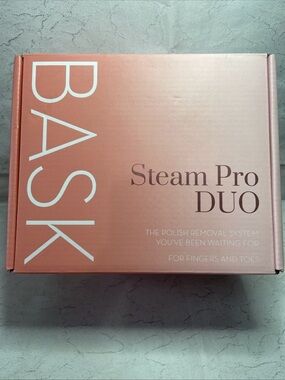 BASK
Steam Pro
DUO
THE POLISH REMOVAL SYSTEM
YOU'VE BEEN WAITING FOR
FOR FINGERS AND TOES